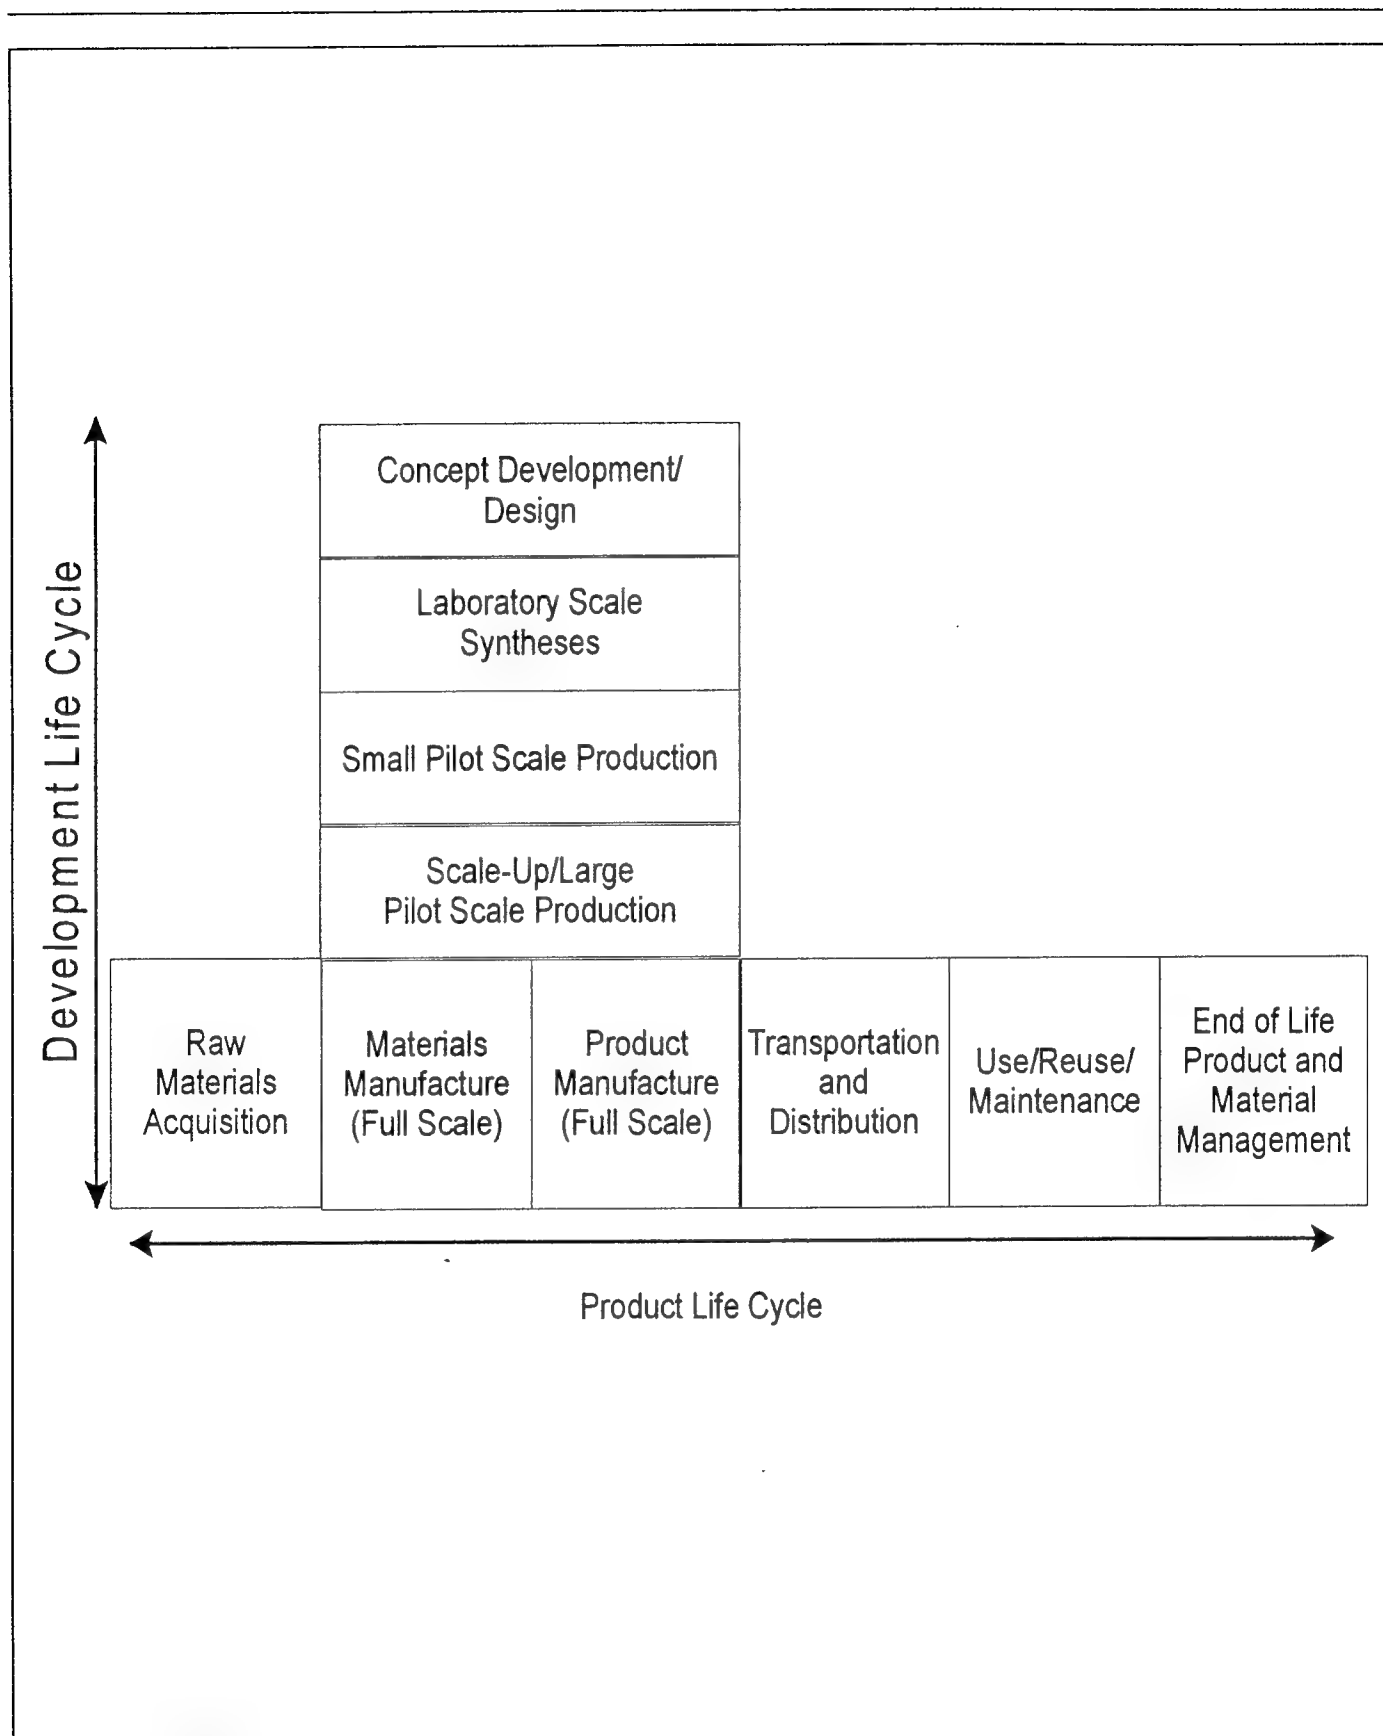 Development Life Cycle
Concept Development/
Design
Laboratory Scale
Syntheses
Small Pilot Scale Production
Scale-Up/Large
Pilot Scale Production
Raw
Materials
Acquisition
Materials
Manufacture
(Full Scale)
Product
Manufacture
(Full Scale)
Transportation
and
Distribution
Use/Reuse/
Maintenance
End of Life
Product and
Material
Management
Product Life Cycle